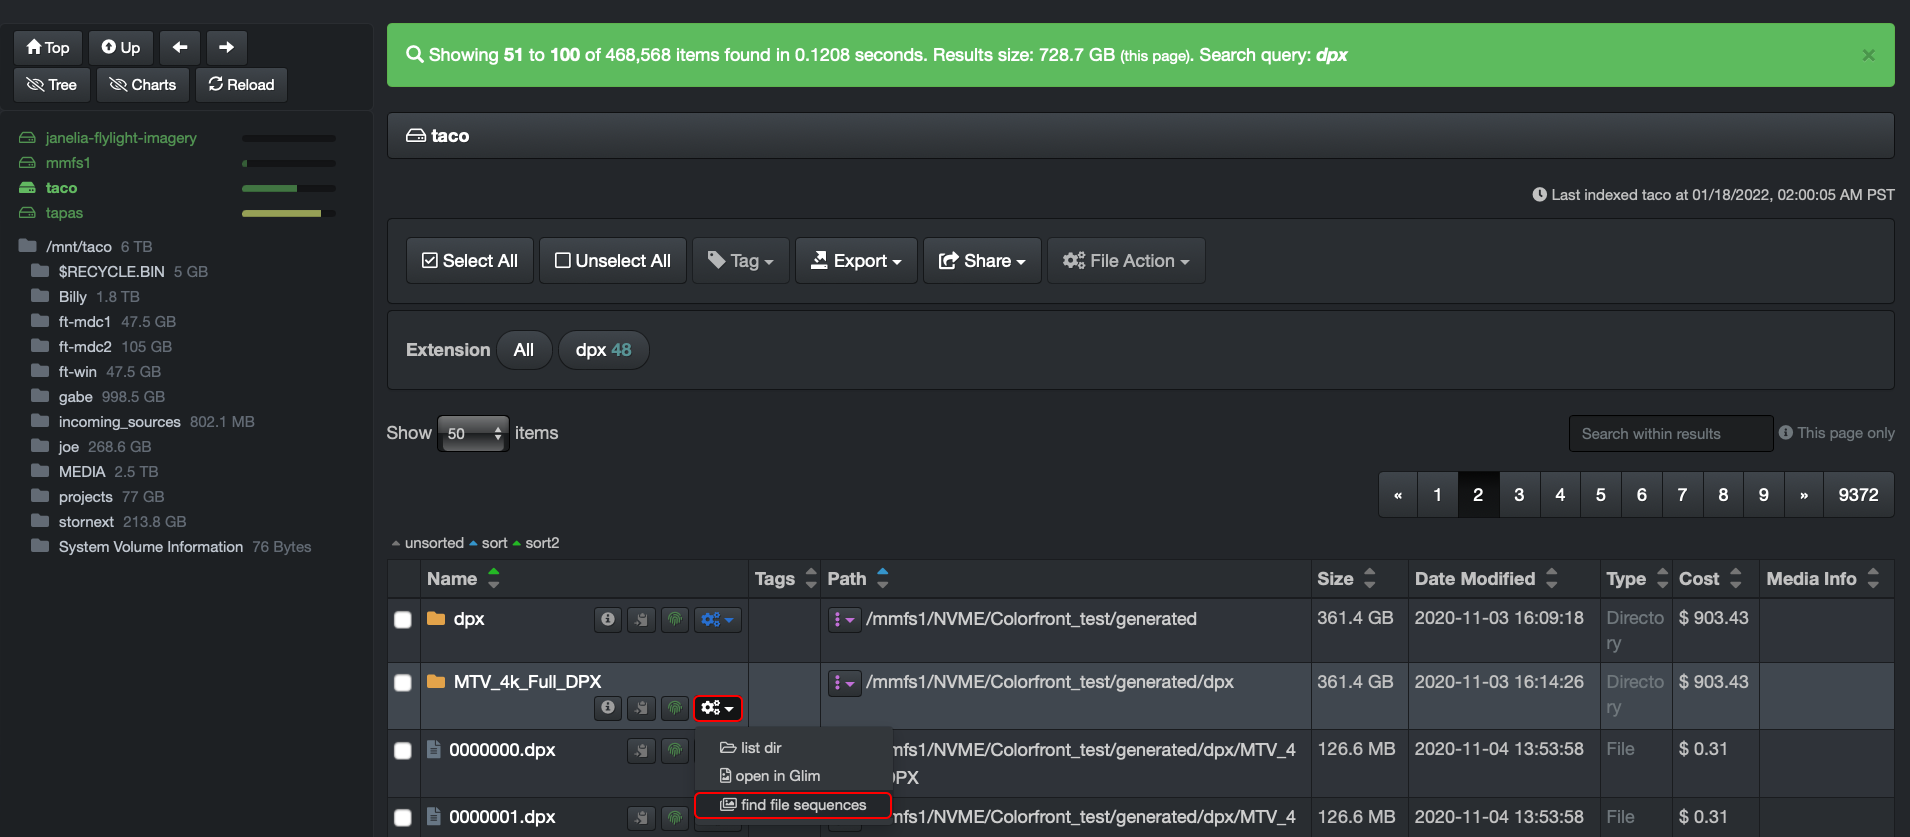 Top Up
Tree Charts Reload
janelia-flylight-imagery
mmfs1
taco
tapas
/mnt/taco 6 TB
$RECYCLE.BIN 5 GB
Billy 1.8 TB
ft-mdc1 47.5 GB
ft-mdc2 105 GB
ft-win 47.5 GB
gabe 998.5 GB
incoming_sources 802.1 MB
joe 268.6 GB
MEDIA 2.5 TB
projects 77 GB
stornext 213.8 GB
System Volume Information 76 Bytes
Showing 51 to 100 of 468,568 items found in 0.1208 seconds. Results size: 728.7 GB (this page). Search query: dpx ×
taco
Last indexed taco at 01/18/2022, 02:00:05 AM PST
Select All Unselect All Tag Export Share File Action
Extension All dpx 48
Show 50 items Search within results This page only
« 1 2 3 4 5 6 7 8 9 » 9372
unsorted sort sort2
Name Tags Path Size Date Modified Type Cost Media Info
dpx /mmfs1/NVME/Colorfront_test/generated 361.4 GB 2020-11-03 16:09:18 Directo $ 903.43
ry
MTV_4k_Full_DPX /mmfs1/NVME/Colorfront_test/generated/dpx 361.4 GB 2020-11-03 16:14:26 Directo $ 903.43
ry
list dir
open in Glim
find file sequences
0000000.dpx mfs1/NVME/Colorfront_test/generated/dpx/MTV_4 126.6 MB 2020-11-04 13:53:58 File $ 0.31
PX
0000001.dpx mfs1/NVME/Colorfront_test/generated/dpx/MTV_4 126.6 MB 2020-11-04 13:53:58 File $ 0.31